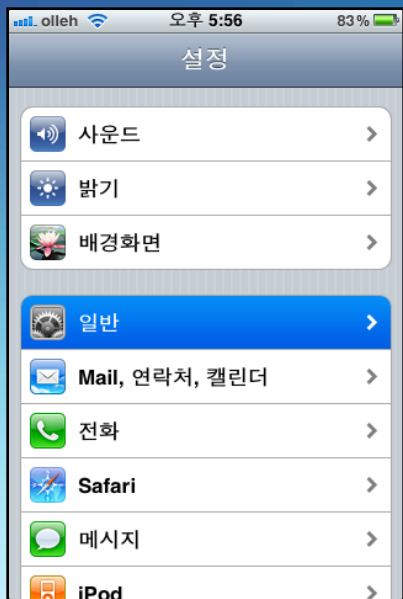 olleh 오후 5:56 83%
설정
사운드
밝기
배경화면
일반
Mail, 연락처, 캘린더
전화
Safari
메시지
iPod